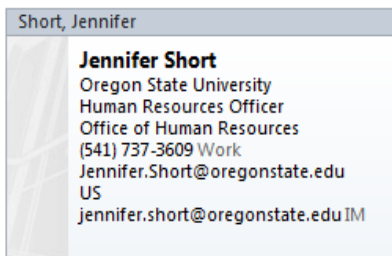 Short, Jennifer
Jennifer Short
Oregon State University
Human Resources Officer
Office of Human Resources
(541) 737-3609 Work
Jennifer.Short@oregonstate.edu
US
jennifer.short@oregonstate.edu IM